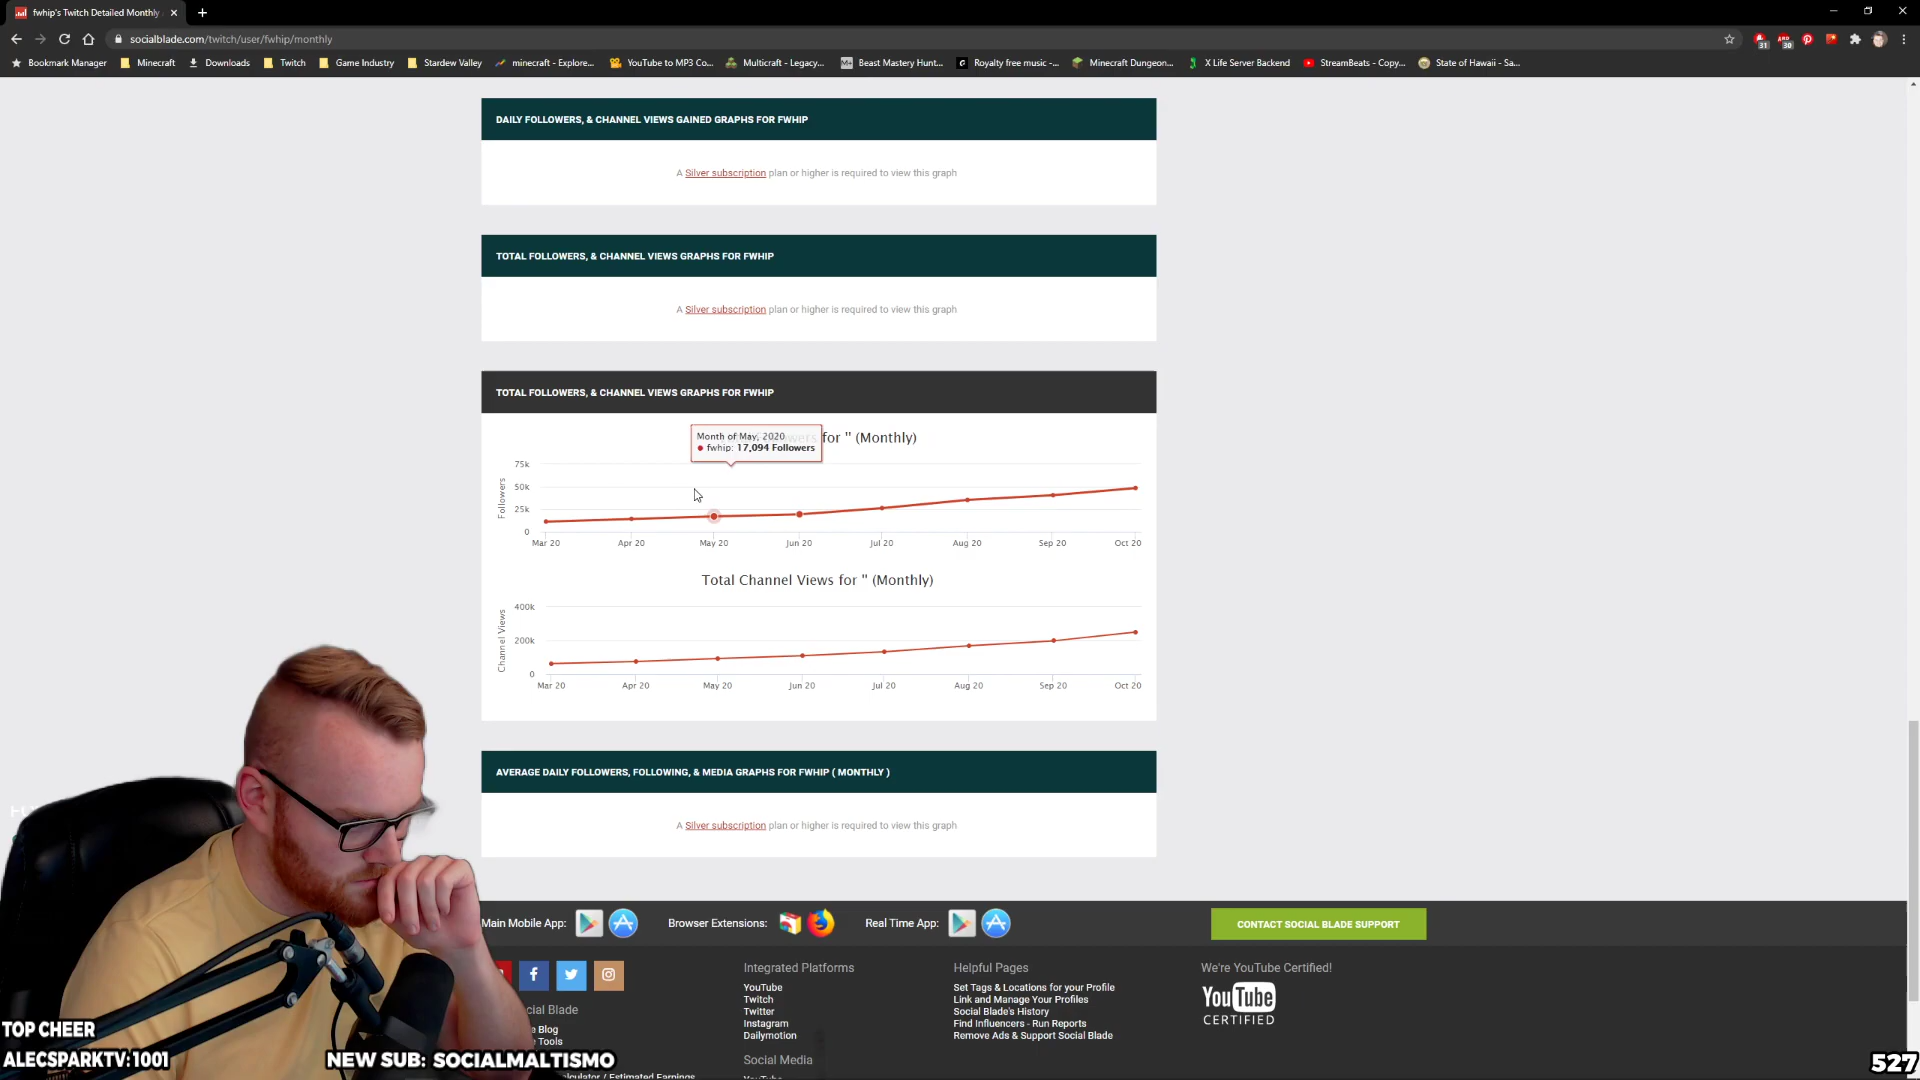 fwhip's Twitch Detailed Monthly
socialblade.com/twitch/user/fwhip/monthly
31
30
Bookmark Manager Minecraft Downloads Twitch Game Industry Stardew Valley minecraft - Explore... YouTube to MP3 Co... Multicraft - Legacy... Beast Mastery Hunt... Royalty free music -... Minecraft Dungeon... X Life Server Backend StreamBeats - Copy... State of Hawaii - Sa...
DAILY FOLLOWERS, & CHANNEL VIEWS GAINED GRAPHS FOR FWHIP
A Silver subscription plan or higher is required to view this graph
TOTAL FOLLOWERS, & CHANNEL VIEWS GRAPHS FOR FWHIP
A Silver subscription plan or higher is required to view this graph
TOTAL FOLLOWERS, & CHANNEL VIEWS GRAPHS FOR FWHIP
for '' (Monthly)
Month of May, 2020
fwhip: 17,094 Followers
75k
50k
25k
0
Followers
Mar 20 Apr 20 May 20 Jun 20 Jul 20 Aug 20 Sep 20 Oct 20
Total Channel Views for '' (Monthly)
400k
200k
0
Channel Views
Mar 20 Apr 20 May 20 Jun 20 Jul 20 Aug 20 Sep 20 Oct 20
AVERAGE DAILY FOLLOWERS, FOLLOWING, & MEDIA GRAPHS FOR FWHIP ( MONTHLY )
A Silver subscription plan or higher is required to view this graph
Main Mobile App: Browser Extensions: Real Time App:
CONTACT SOCIAL BLADE SUPPORT
cial Blade
e Blog
e Tools
lculator / Estimated Earnings
Integrated Platforms
YouTube
Twitch
Twitter
Instagram
Dailymotion
Social Media
Helpful Pages
Set Tags & Locations for your Profile
Link and Manage Your Profiles
Social Blade's History
Find Influencers - Run Reports
Remove Ads & Support Social Blade
We're YouTube Certified!
YouTube
CERTIFIED
TOP CHEER
ALECSPARKTV: 1001
NEW SUB: SOCIALMALTISMO
527